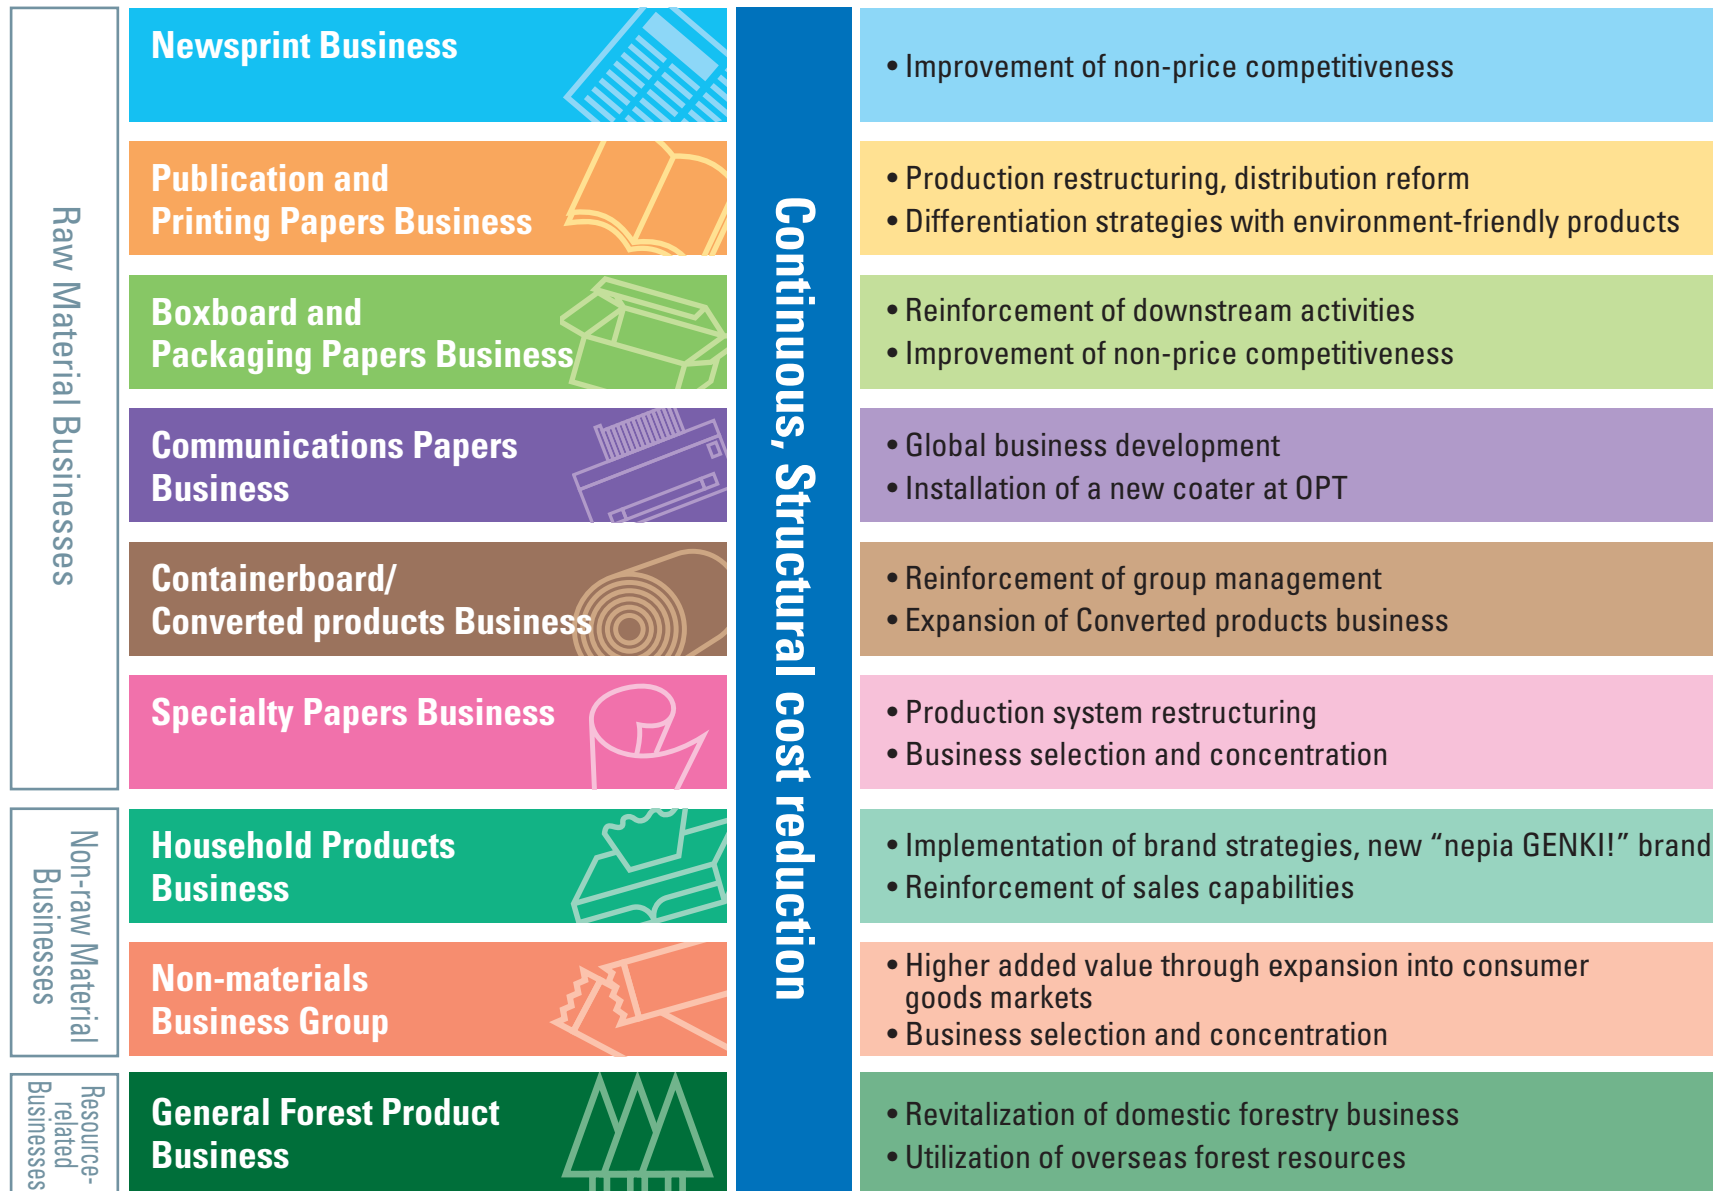 Raw Material Businesses
Newsprint Business
• Improvement of non-price competitiveness
Publication and
Printing Papers Business
• Production restructuring, distribution reform
• Differentiation strategies with environment-friendly products
Boxboard and
Packaging Papers Business
• Reinforcement of downstream activities
• Improvement of non-price competitiveness
Communications Papers
Business
• Global business development
• Installation of a new coater at OPT
Containerboard/
Converted products Business
• Reinforcement of group management
• Expansion of Converted products business
Specialty Papers Business
• Production system restructuring
• Business selection and concentration
Continuous, Structural cost reduction
Non-raw Material
Businesses
Household Products
Business
• Implementation of brand strategies, new “nepia GENKI!” brand
• Reinforcement of sales capabilities
Non-materials
Business Group
• Higher added value through expansion into consumer
goods markets
• Business selection and concentration
Resource-
related
Businesses
General Forest Product
Business
• Revitalization of domestic forestry business
• Utilization of overseas forest resources